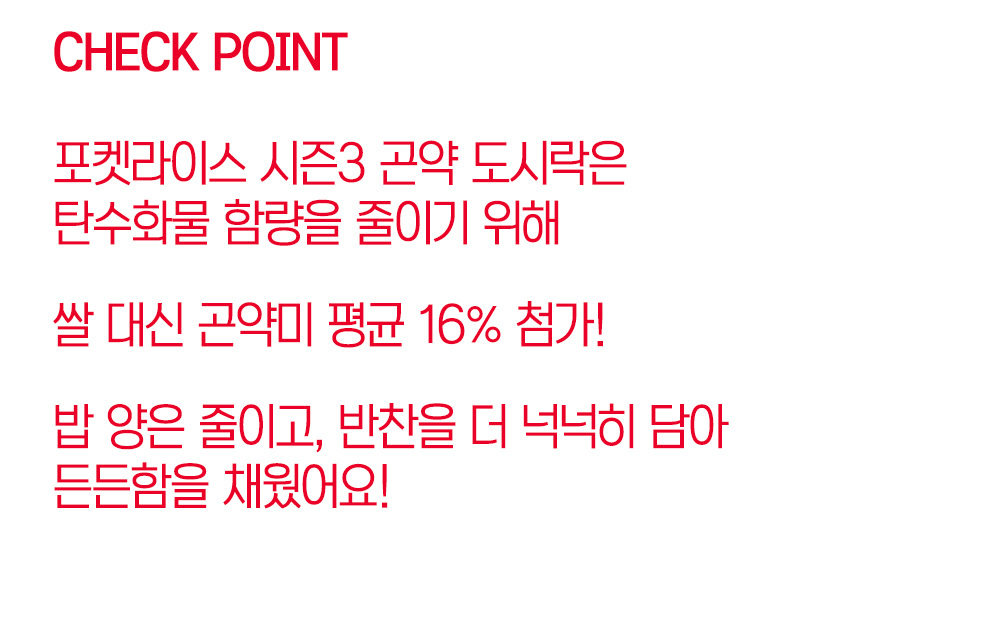 CHECK POINT
포켓라이스 시즌3 곤약 도시락은
탄수화물 함량을 줄이기 위해
쌀 대신 곤약미 평균 16% 첨가!
밥 양은 줄이고, 반찬을 더 넉넉히 담아
든든함을 채웠어요!